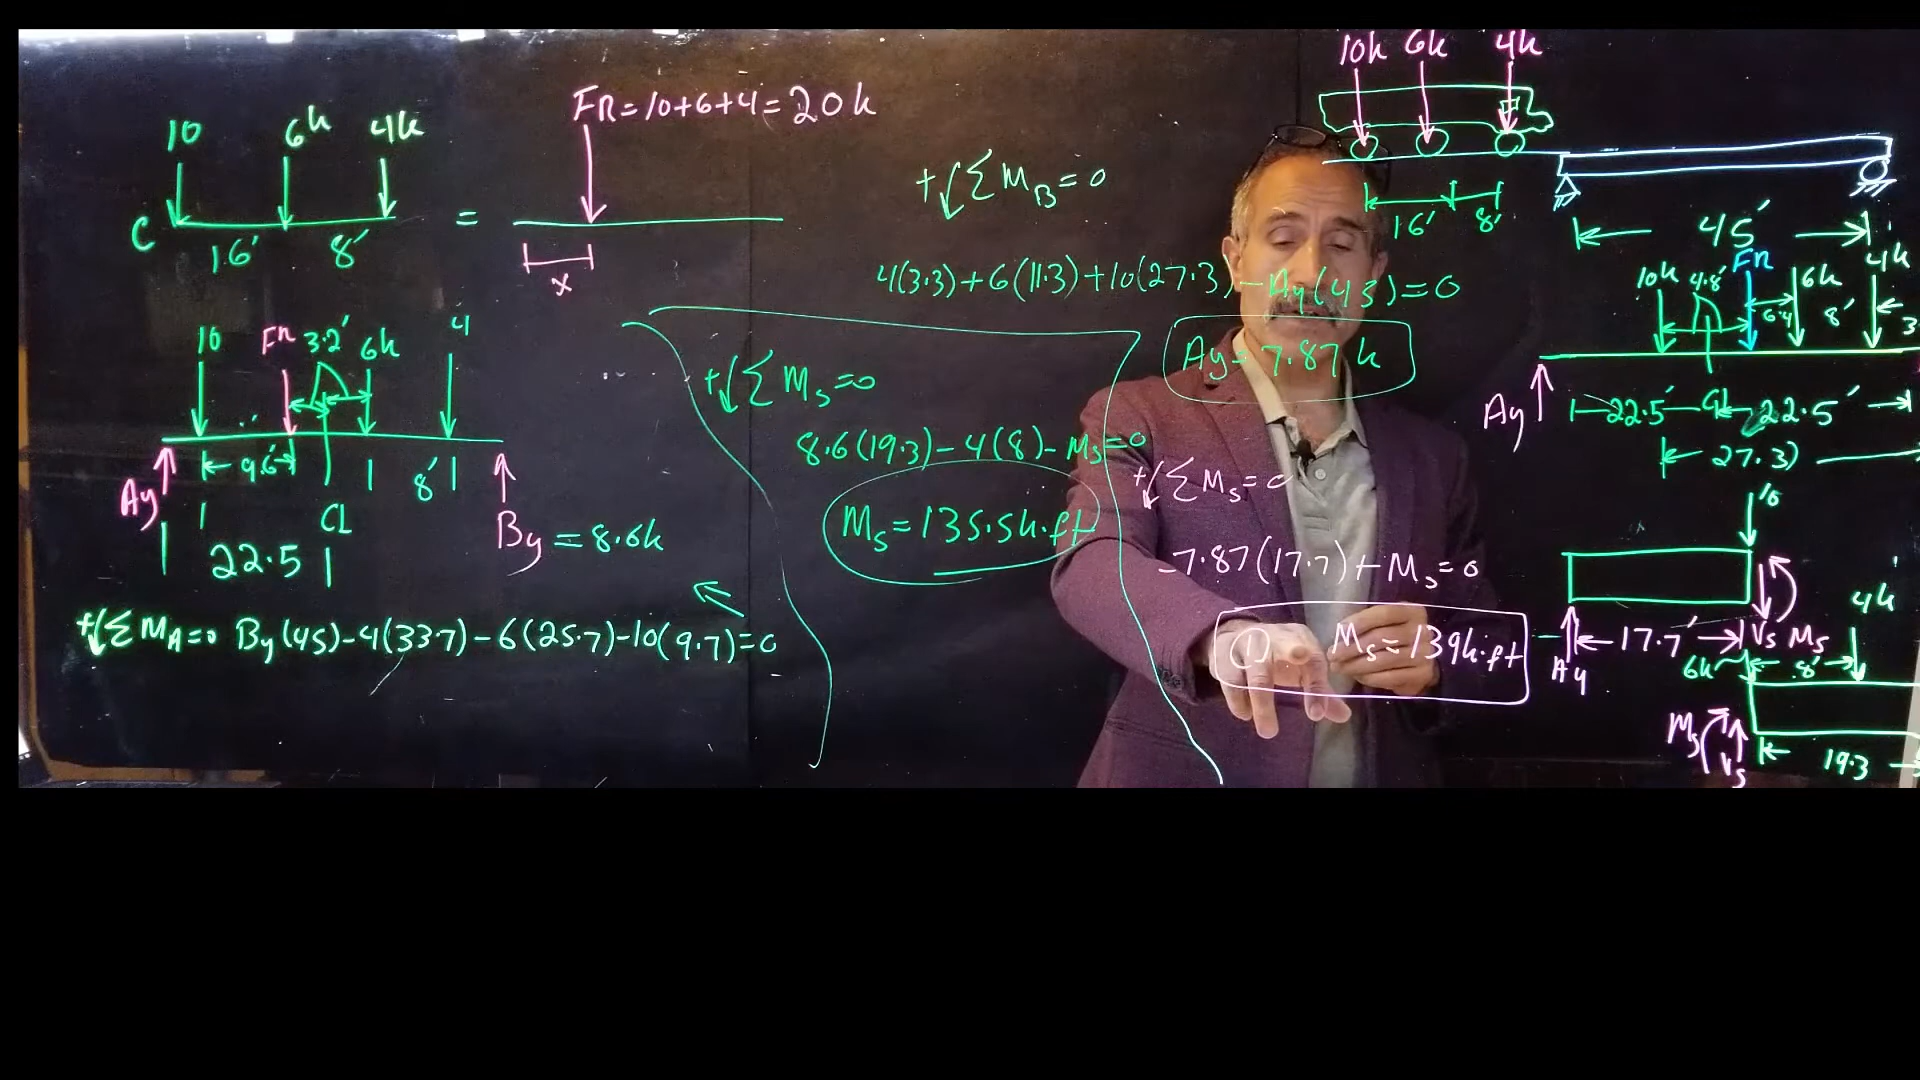 10 6k 4k
C 16' 8'
=
FR=10+6+4=20k
x
10 FR 3.2' 6k 4
9.6' 8'
Ay CL
22.5
By = 8.6k
+ΣMA=0 By(45)-4(33.7)-6(25.7)-10(9.7)=0
+ΣMs=0
8.6(19.3)-4(8)-Ms=0
Ms=135.5k.ft
+ΣMB=0
4(3.3)+6(11.3)+10(27.3)-Ay(45)=0
Ay=7.87k
+ΣMs=0
-7.87(17.7)+Ms=0
① Ms=139k.ft
10k 6k 4k
16' 8'
45'
10k 4.8' FR 6k 4k
6.4 8' 3
Ay 22.5' CL 22.5'
27.3
10
17.7' Vs Ms
Ay
6k 8' 4k
Ms Vs 19.3